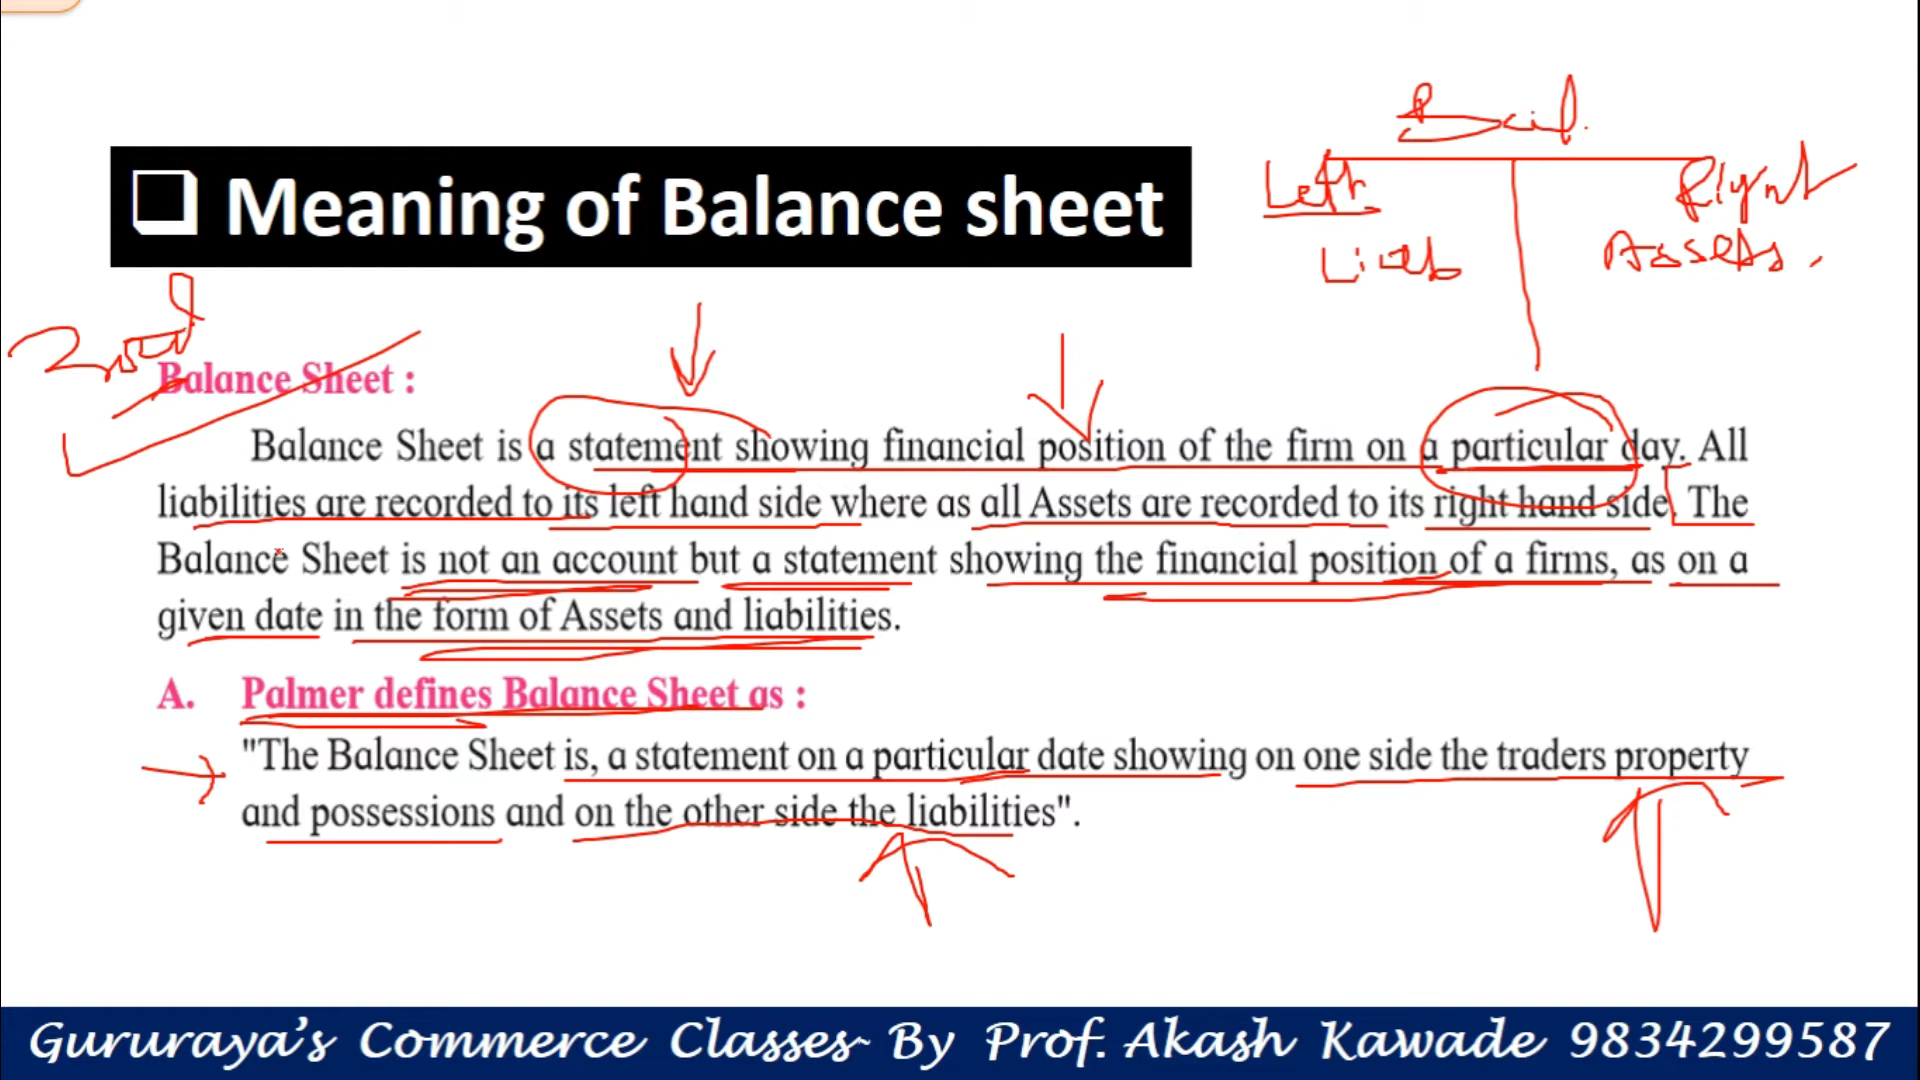 Left
Right
Liab
Assets.
Meaning of Balance sheet
Balance Sheet :
Balance Sheet is a statement showing financial position of the firm on a particular day. All
liabilities are recorded to its left hand side where as all Assets are recorded to its right hand side. The
Balance Sheet is not an account but a statement showing the financial position of a firms, as on a
given date in the form of Assets and liabilities.
A. Palmer defines Balance Sheet as :
"The Balance Sheet is, a statement on a particular date showing on one side the traders property
and possessions and on the other side the liabilities".
Gururaya's Commerce Classes- By Prof. Akash Kawade 9834299587